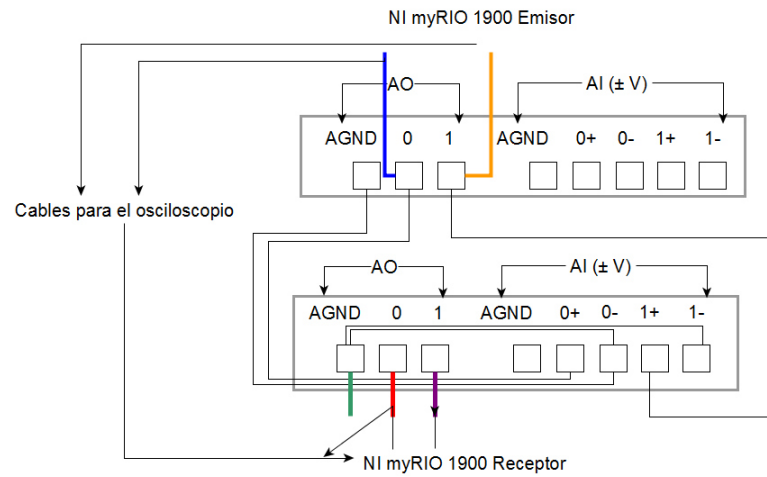 NI myRIO 1900 Emisor
AO
AI (± V)
AGND 0 1 AGND 0+ 0- 1+ 1-
Cables para el osciloscopio
AO
AI (± V)
AGND 0 1 AGND 0+ 0- 1+ 1-
NI myRIO 1900 Receptor